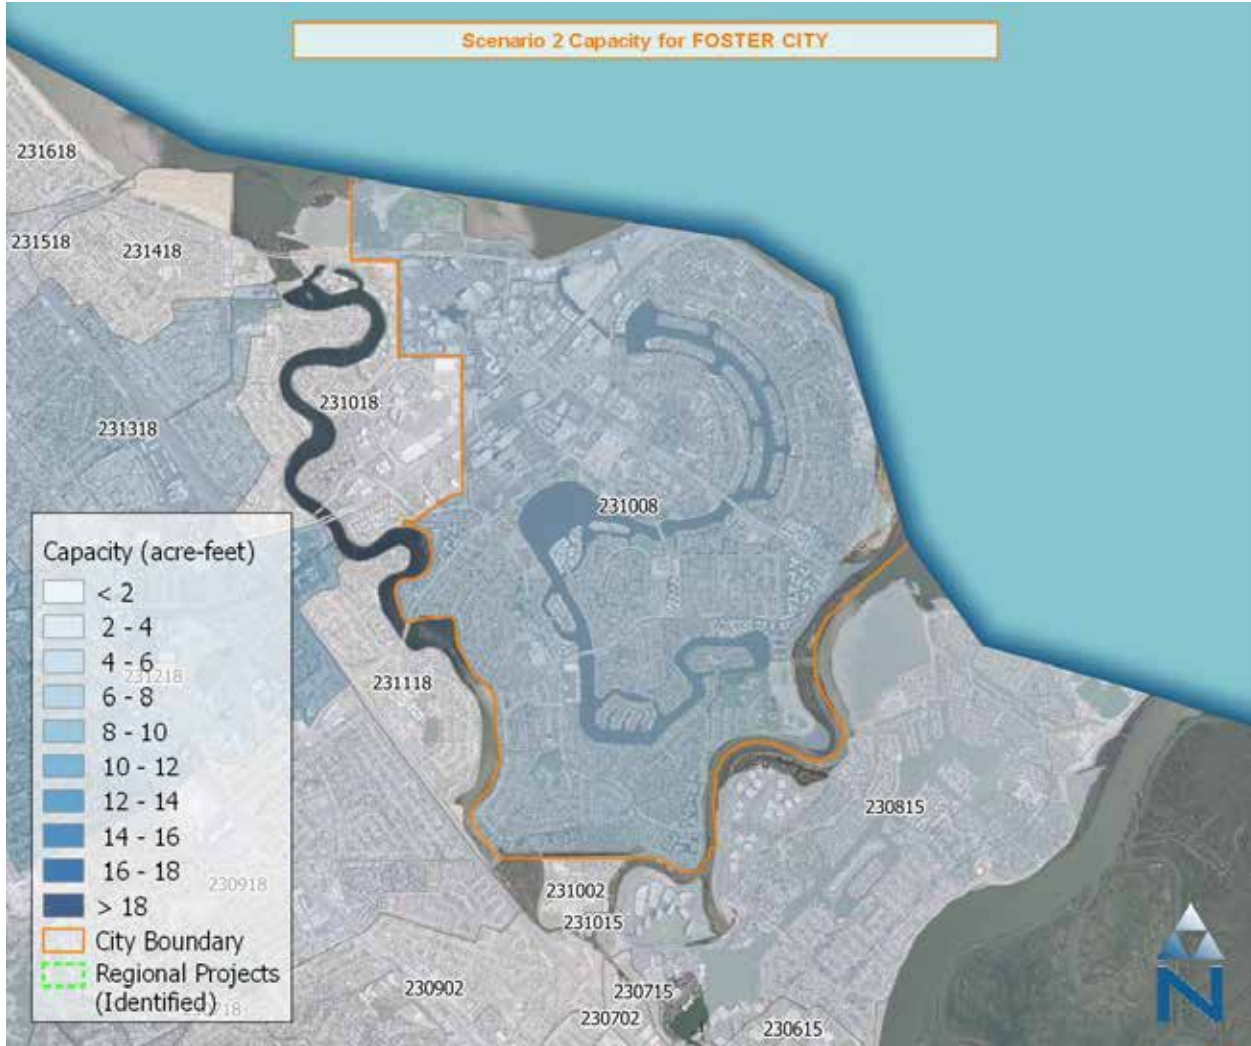 Scenario 2 Capacity for FOSTER CITY
231618
231518
231418
231018
231318
231008
Capacity (acre-feet)
< 2
2 - 4
4 - 6
6 - 8
8 - 10
10 - 12
12 - 14
14 - 16
16 - 18
> 18
City Boundary
Regional Projects
(Identified)
231218
231118
230815
230918
231002
231015
230902
230715
230702
230615
N